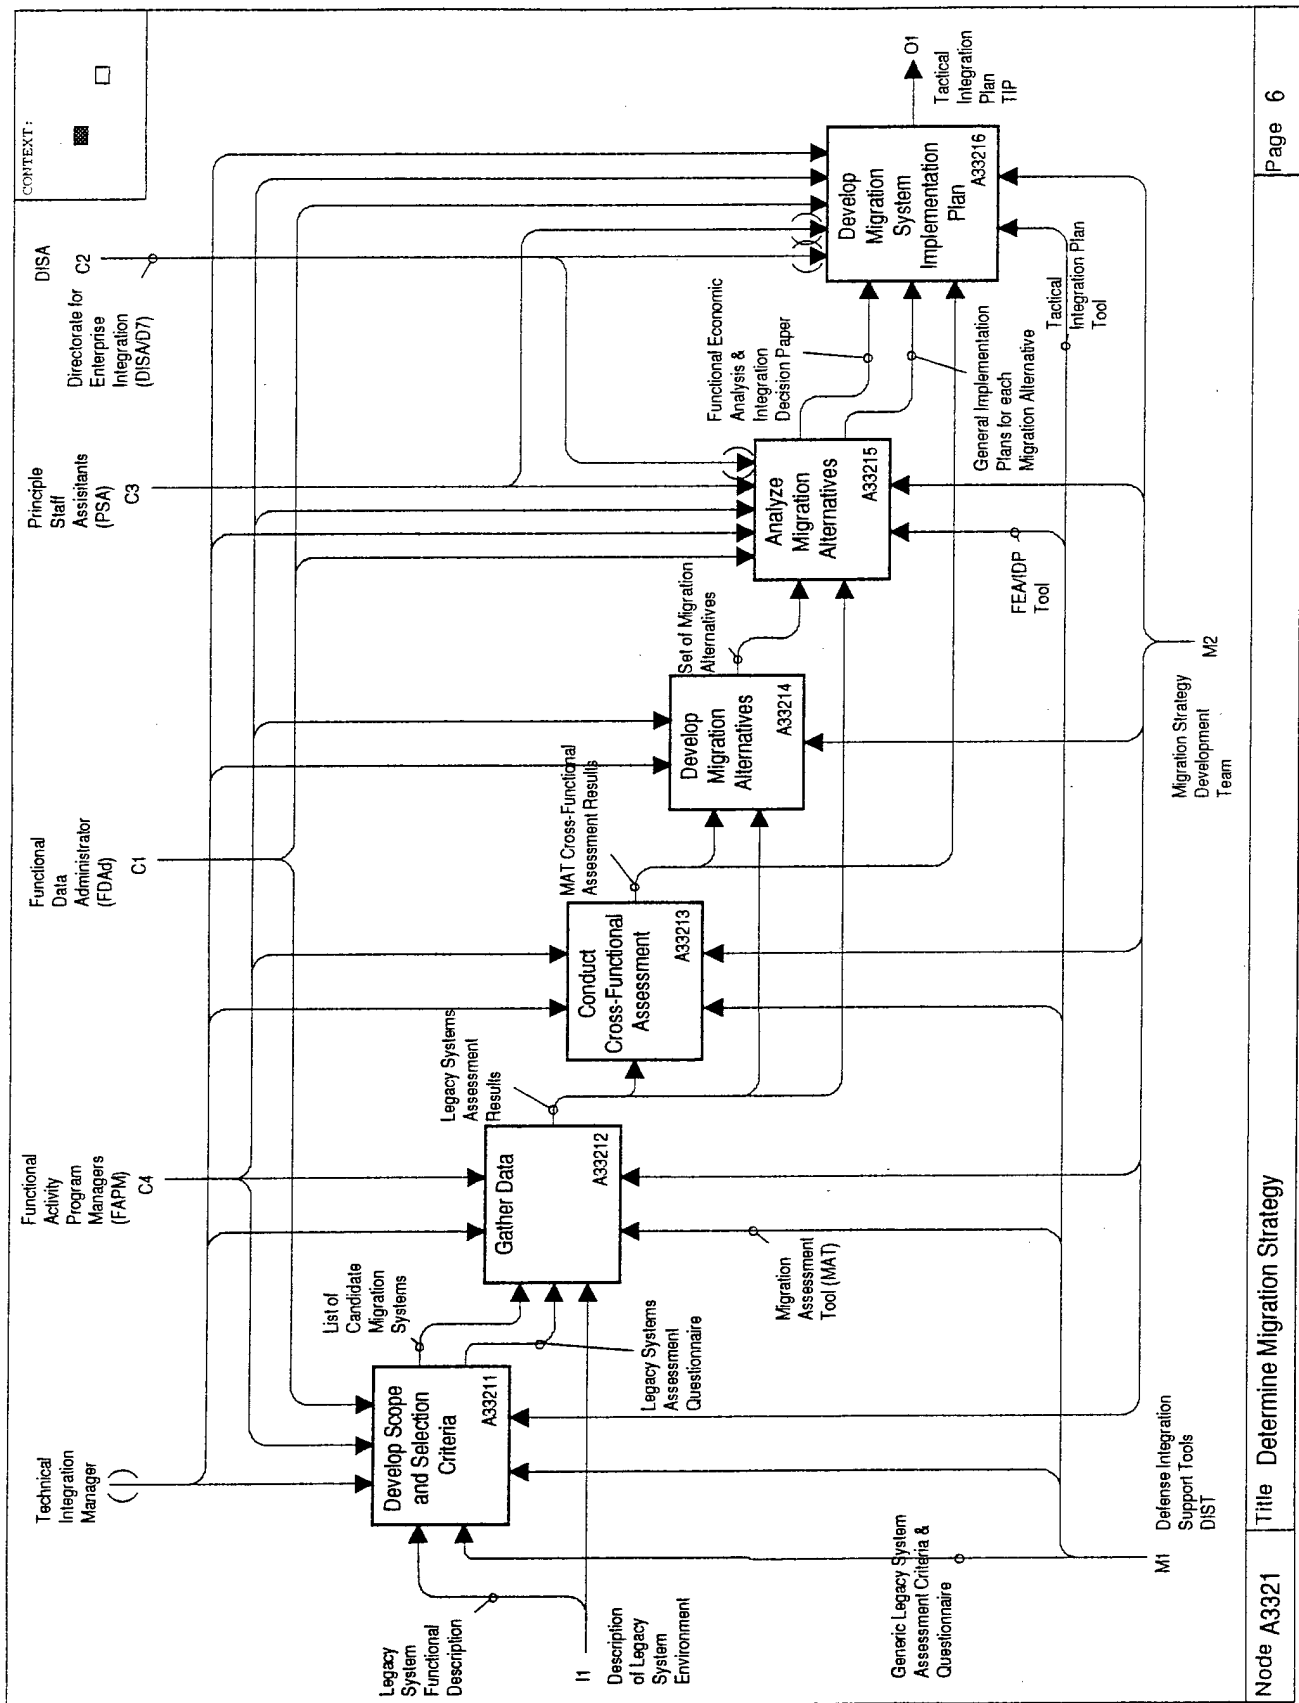 CONTEXT:
Technical
Integration
Manager
Functional
Activity
Program
Managers
(FAPM)
C4
Functional
Data
Administrator
(FDAd)
C1
Principle
Staff
Assistants
(PSA)
C3
DISA
C2
Directorate for
Enterprise
Integration
(DISA/D7)
Develop Scope
and Selection
Criteria
A33211
List of
Candidate
Migration
Systems
Legacy Systems
Assessment
Questionnaire
Gather Data
A33212
Legacy Systems
Assessment
Results
Conduct
Cross-Functional
Assessment
A33213
MAT Cross-Functional
Assessment Results
Develop
Migration
Alternatives
A33214
Set of Migration
Alternatives
Analyze
Migration
Alternatives
A33215
Functional Economic
Analysis &
Integration
Decision Paper
General Implementation
Plans for each
Migration Alternative
Develop
Migration
System
Implementation
Plan
A33216
O1
Tactical
Integration
Plan
TIP
Legacy
System
Functional
Description
I1
Description
of Legacy
System
Environment
Generic Legacy System
Assessment Criteria &
Questionnaire
Migration
Assessment
Tool (MAT)
FEA/IDP
Tool
Tactical
Integration Plan
Tool
M1
Defense Integration
Support Tools
DIST
M2
Migration Strategy
Development
Team
Node A3321
Title Determine Migration Strategy
Page 6